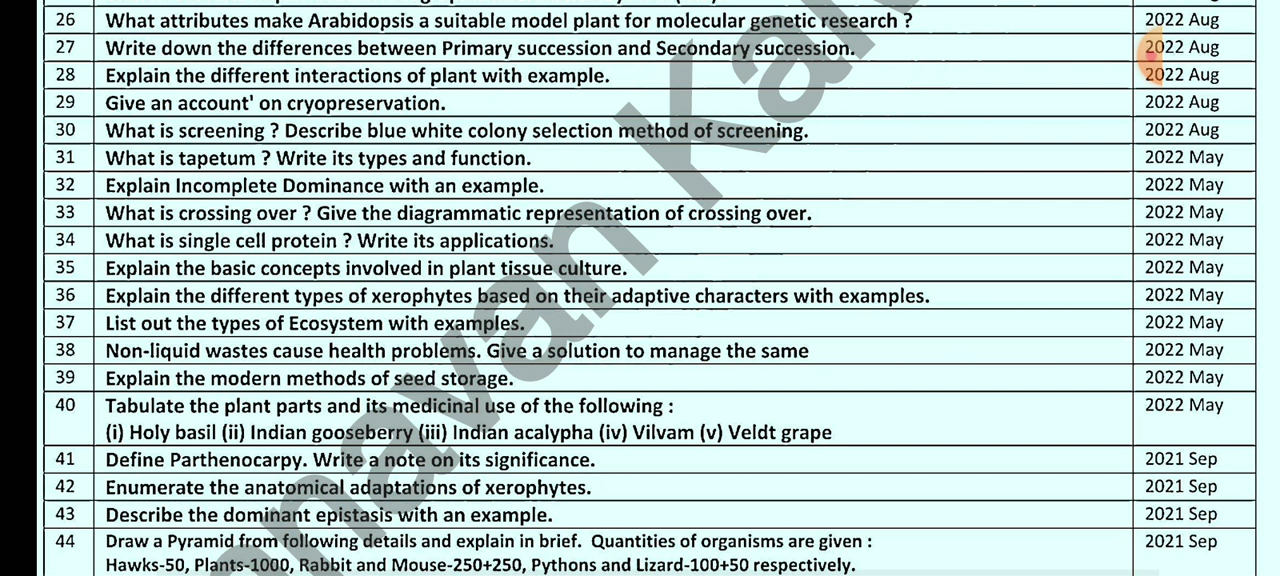 26 What attributes make Arabidopsis a suitable model plant for molecular genetic research ? 2022 Aug
27 Write down the differences between Primary succession and Secondary succession. 2022 Aug
28 Explain the different interactions of plant with example. 2022 Aug
29 Give an account' on cryopreservation. 2022 Aug
30 What is screening ? Describe blue white colony selection method of screening. 2022 Aug
31 What is tapetum ? Write its types and function. 2022 May
32 Explain Incomplete Dominance with an example. 2022 May
33 What is crossing over ? Give the diagrammatic representation of crossing over. 2022 May
34 What is single cell protein ? Write its applications. 2022 May
35 Explain the basic concepts involved in plant tissue culture. 2022 May
36 Explain the different types of xerophytes based on their adaptive characters with examples. 2022 May
37 List out the types of Ecosystem with examples. 2022 May
38 Non-liquid wastes cause health problems. Give a solution to manage the same 2022 May
39 Explain the modern methods of seed storage. 2022 May
40 Tabulate the plant parts and its medicinal use of the following : 2022 May
(i) Holy basil (ii) Indian gooseberry (iii) Indian acalypha (iv) Vilvam (v) Veldt grape
41 Define Parthenocarpy. Write a note on its significance. 2021 Sep
42 Enumerate the anatomical adaptations of xerophytes. 2021 Sep
43 Describe the dominant epistasis with an example. 2021 Sep
44 Draw a Pyramid from following details and explain in brief. Quantities of organisms are given : 2021 Sep
Hawks-50, Plants-1000, Rabbit and Mouse-250+250, Pythons and Lizard-100+50 respectively.